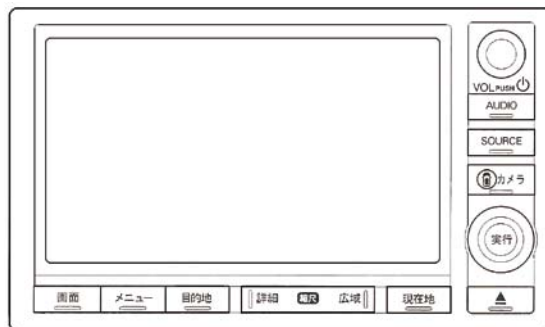 VOL PUSH
AUDIO
SOURCE
カメラ
実行
画面 メニュー 目的地 詳細 縮尺 広域 現在地